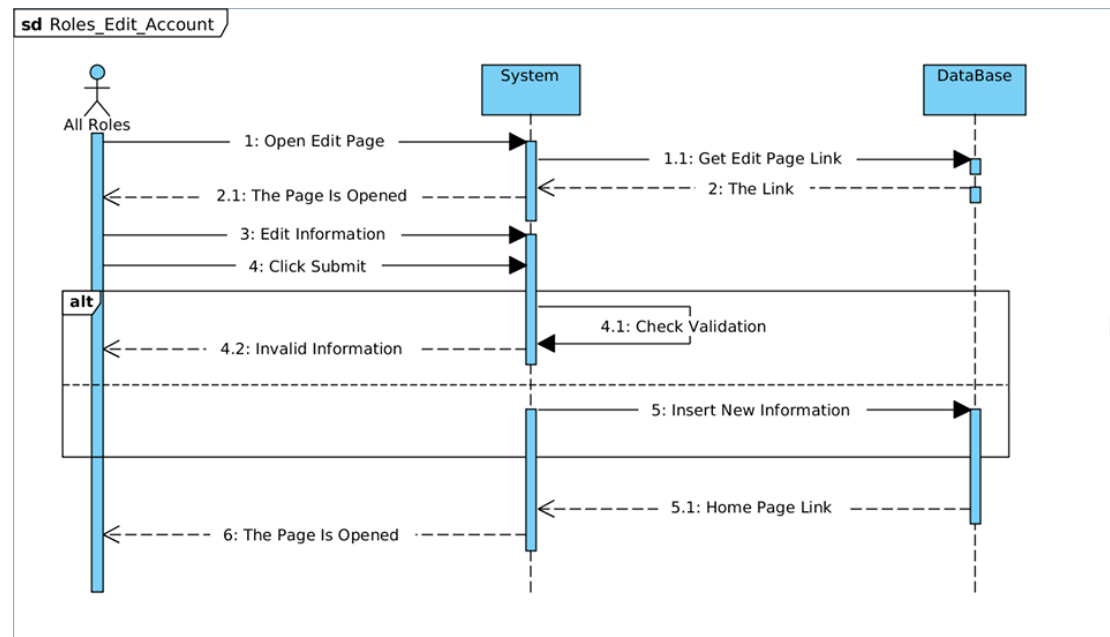 sd Roles_Edit_Account
System
DataBase
All Roles
1: Open Edit Page
1.1: Get Edit Page Link
2: The Link
2.1: The Page Is Opened
3: Edit Information
4: Click Submit
alt
4.1: Check Validation
4.2: Invalid Information
5: Insert New Information
5.1: Home Page Link
6: The Page Is Opened